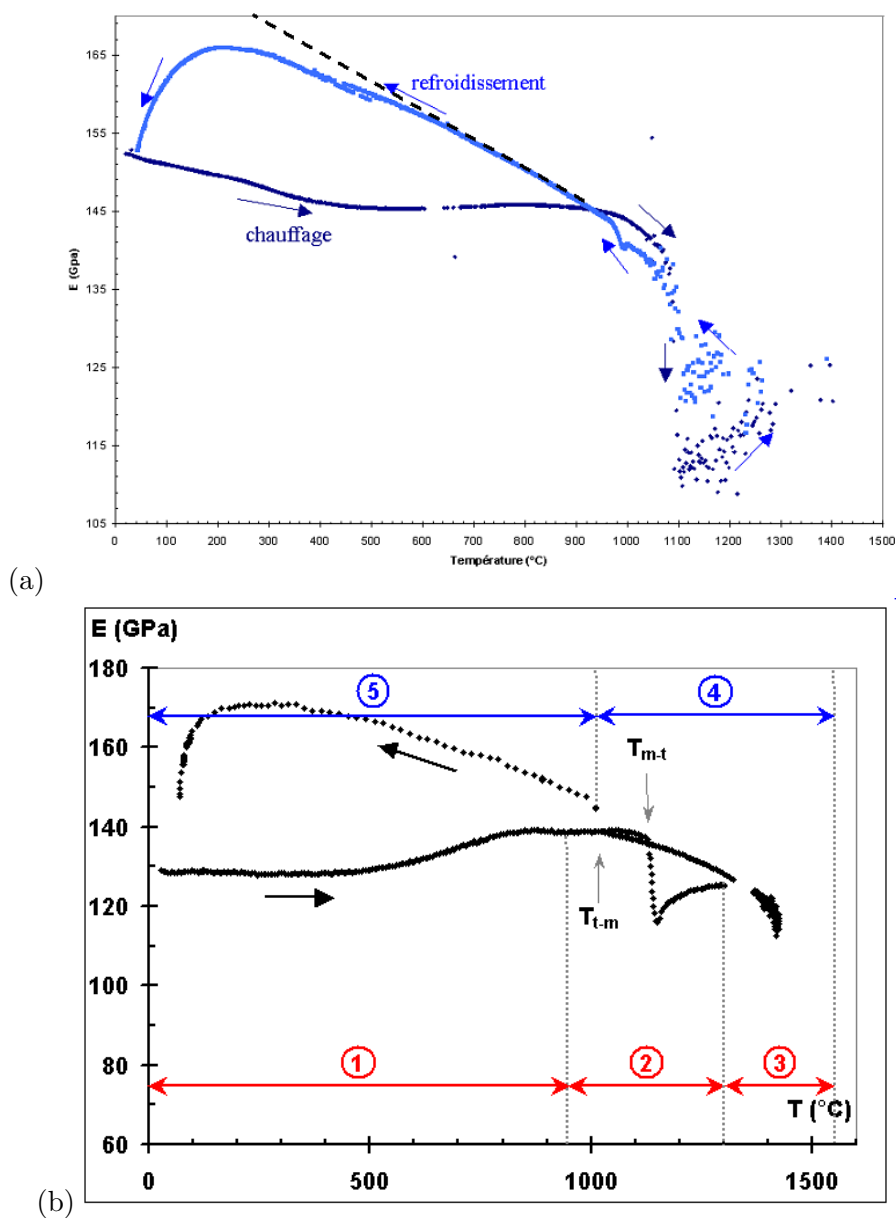 165
155
145
135
125
115
105
E (Gpa)
refroidissement
chauffage
0 100 200 300 400 500 600 700 800 900 1000 1100 1200 1300 1400 1500
Température (°C)
(a)
E (GPa)
180
160
140
120
100
80
60
5
4
T m-t
T t-m
1
2
3
T (°C)
0 500 1000 1500
(b)